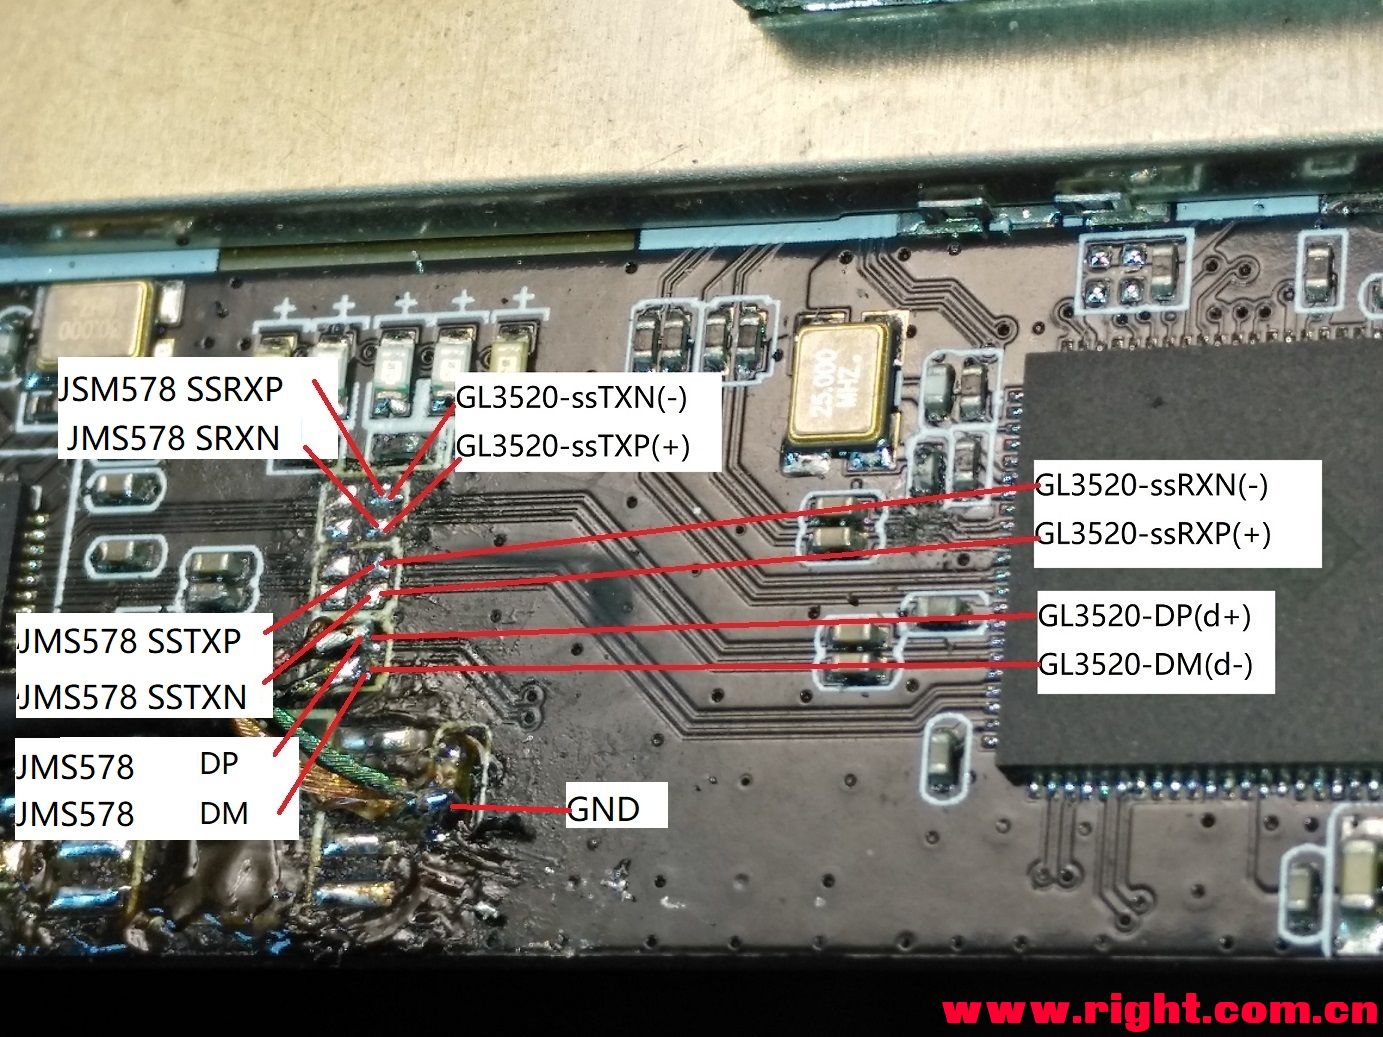 25.000
MHZ.
JSM578 SSRXP
JMS578 SRXN
GL3520-ssTXN(-)
GL3520-ssTXP(+)
GL3520-ssRXN(-)
GL3520-ssRXP(+)
GL3520-DP(d+)
GL3520-DM(d-)
JMS578 SSTXP
JMS578 SSTXN
JMS578 DP
JMS578 DM
GND
www.right.com.cn